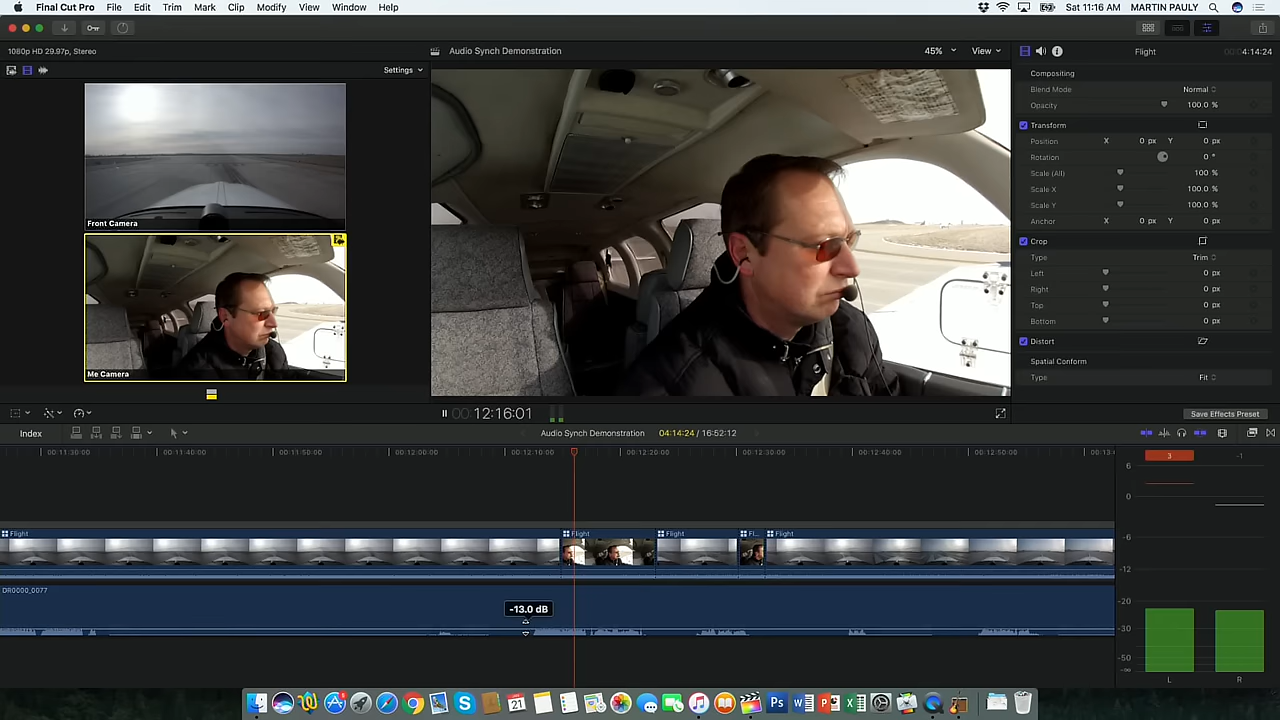 Final Cut Pro File Edit Trim Mark Clip Modify View Window Help Sat 11:16 AM MARTIN PAULY
1080p HD 29.97p, Stereo
Audio Synch Demonstration 45% View
Flight 4:14:24
Settings
Compositing
Blend Mode Normal
Opacity 100.0 %
Transform
Position X 0 px Y 0 px
Rotation 0 °
Scale (All) 100 %
Scale X 100.0 %
Scale Y 100.0 %
Anchor X 0 px Y 0 px
Crop
Type Trim
Left 0 px
Right 0 px
Top 0 px
Bottom 0 px
Distort
Spatial Conform
Type Fit
Front Camera
Me Camera
00:12:16:01
Save Effects Preset
Index
Audio Synch Demonstration 04:14:24 / 16:52:12
00:11:30:00 00:11:40:00 00:11:50:00 00:12:00:00 00:12:10:00 00:12:20:00 00:12:30:00 00:12:40:00 00:12:50:00 00:13
3 -1
6
0
-6
-12
-20
-30
-50
-∞
L R
Flight Flight Flight Fl... Flight
DR0000_0077
-13.0 dB
21